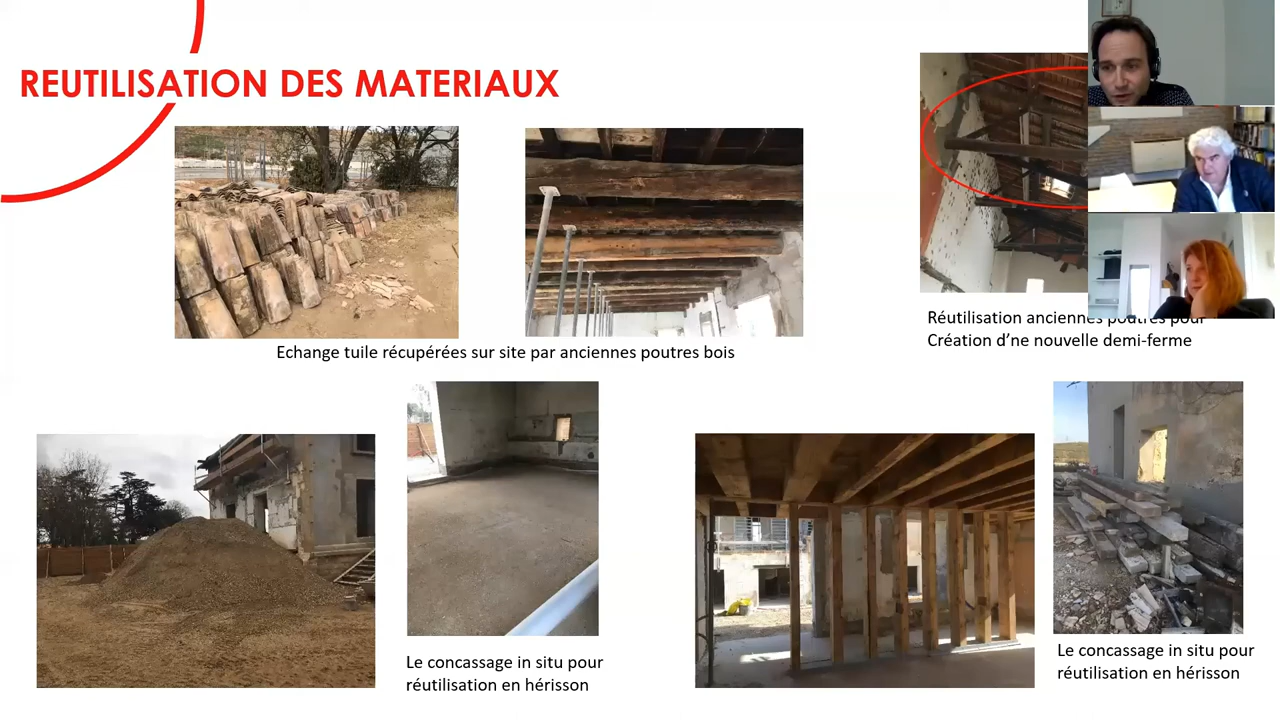 REUTILISATION DES MATERIAUX
Echange tuile récupérées sur site par anciennes poutres bois
Réutilisation anciennes poutres pour
Création d’ne nouvelle demi-ferme
Le concassage in situ pour
réutilisation en hérisson
Le concassage in situ pour
réutilisation en hérisson